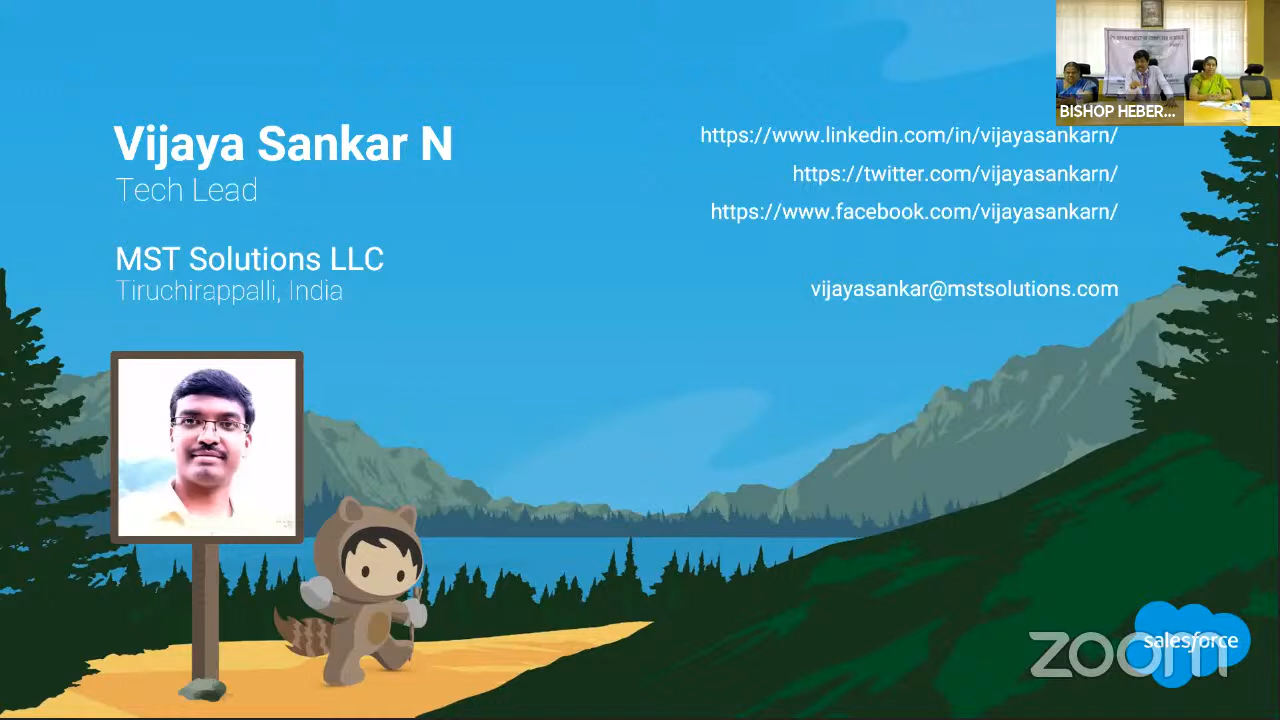 Vijaya Sankar N
Tech Lead
MST Solutions LLC
Tiruchirappalli, India
https://www.linkedin.com/in/vijayasankarn/
https://twitter.com/vijayasankarn/
https://www.facebook.com/vijayasankarn/
vijayasankar@mstsolutions.com
BISHOP HEBER...
salesforce
zoom